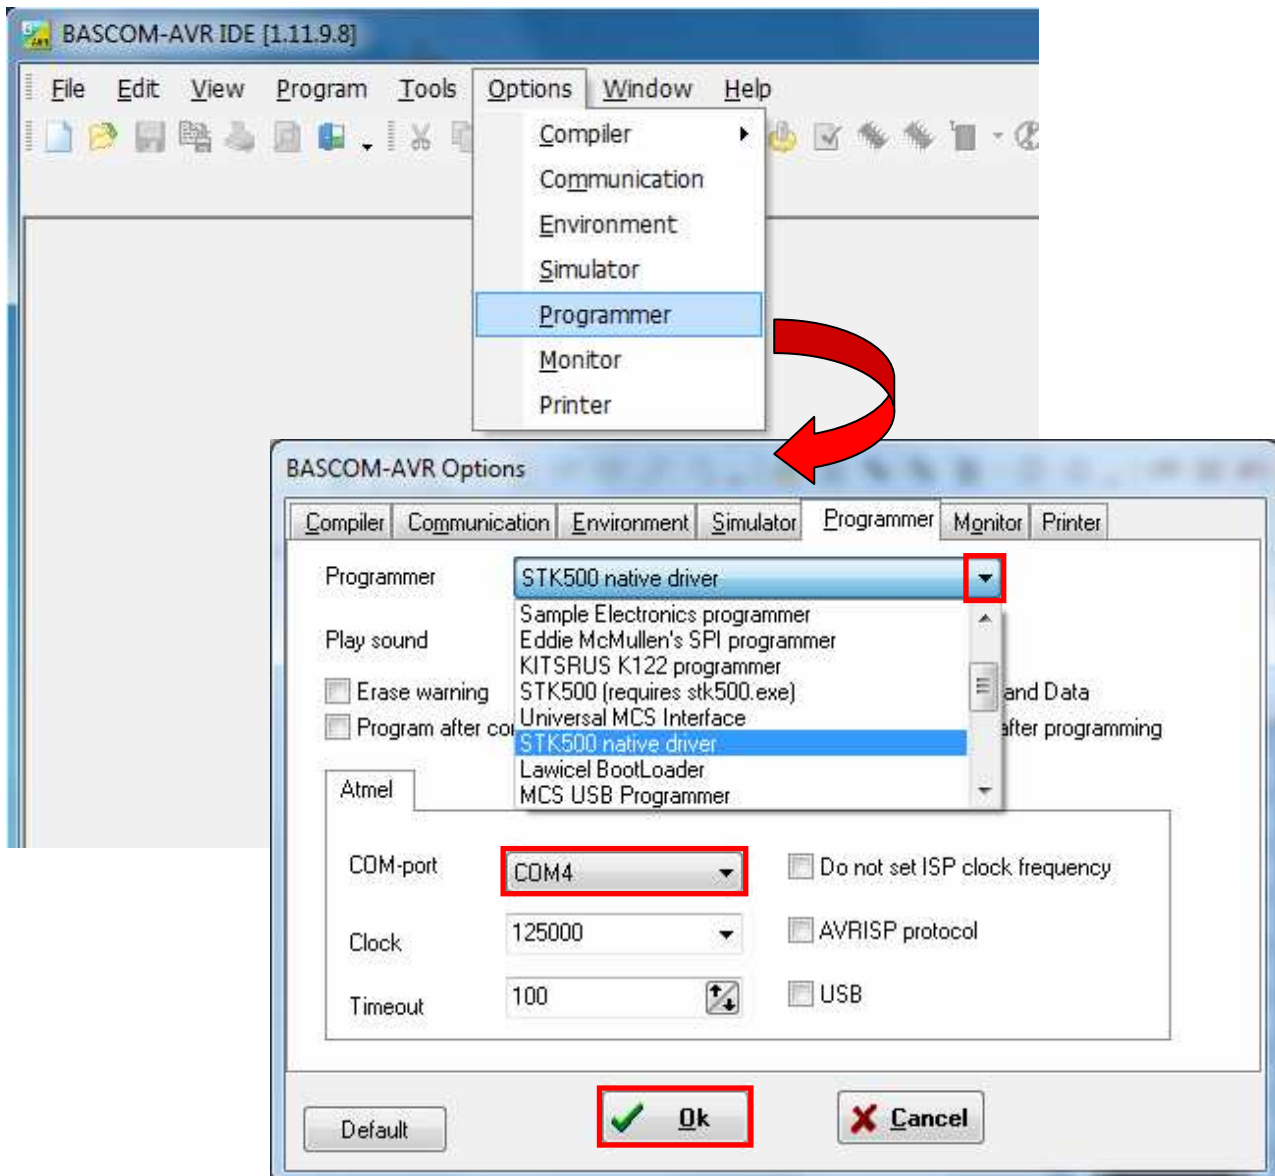 BASCOM-AVR IDE [1.11.9.8]
File Edit View Program Tools Options Window Help
Compiler
Communication
Environment
Simulator
Programmer
Monitor
Printer
BASCOM-AVR Options
Compiler Communication Environment Simulator Programmer Monitor Printer
Programmer STK500 native driver
Sample Electronics programmer
Play sound Eddie McMullen's SPI programmer
KITSRUS K122 programmer
Erase warning STK500 (requires stk500.exe) and Data
Universal MCS Interface
Program after co after programming
STK500 native driver
Lawicel BootLoader
Atmel MCS USB Programmer
COM-port COM4 Do not set ISP clock frequency
Clock 125000 AVRISP protocol
Timeout 100 USB
Default Ok Cancel